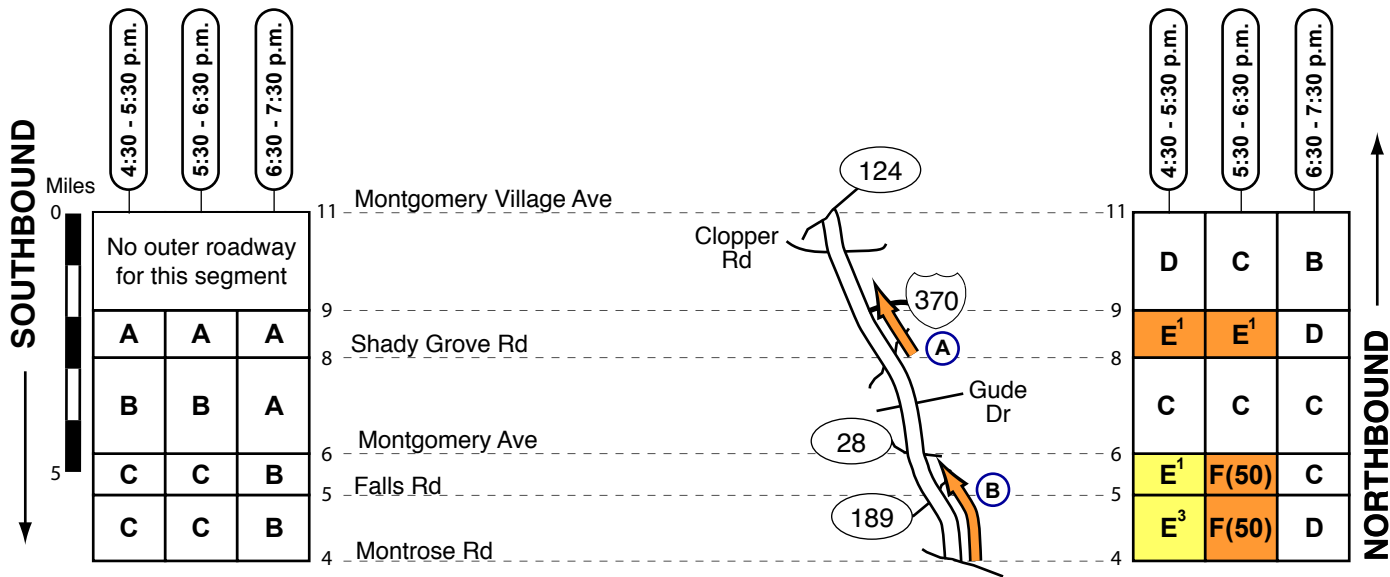 4:30 - 5:30 p.m.
5:30 - 6:30 p.m.
6:30 - 7:30 p.m.
4:30 - 5:30 p.m.
5:30 - 6:30 p.m.
6:30 - 7:30 p.m.
SOUTHBOUND
NORTHBOUND
Miles
0
5
No outer roadway
for this segment
A A A
B B A
C C B
C C B
11 Montgomery Village Ave 11
9 9
8 Shady Grove Rd 8
6 Montgomery Ave 6
5 Falls Rd 5
4 Montrose Rd 4
124
Clopper
Rd
370
A
Gude
Dr
28
B
189
D C B
E¹ E¹ D
C C C
E¹ F(50) C
E³ F(50) D